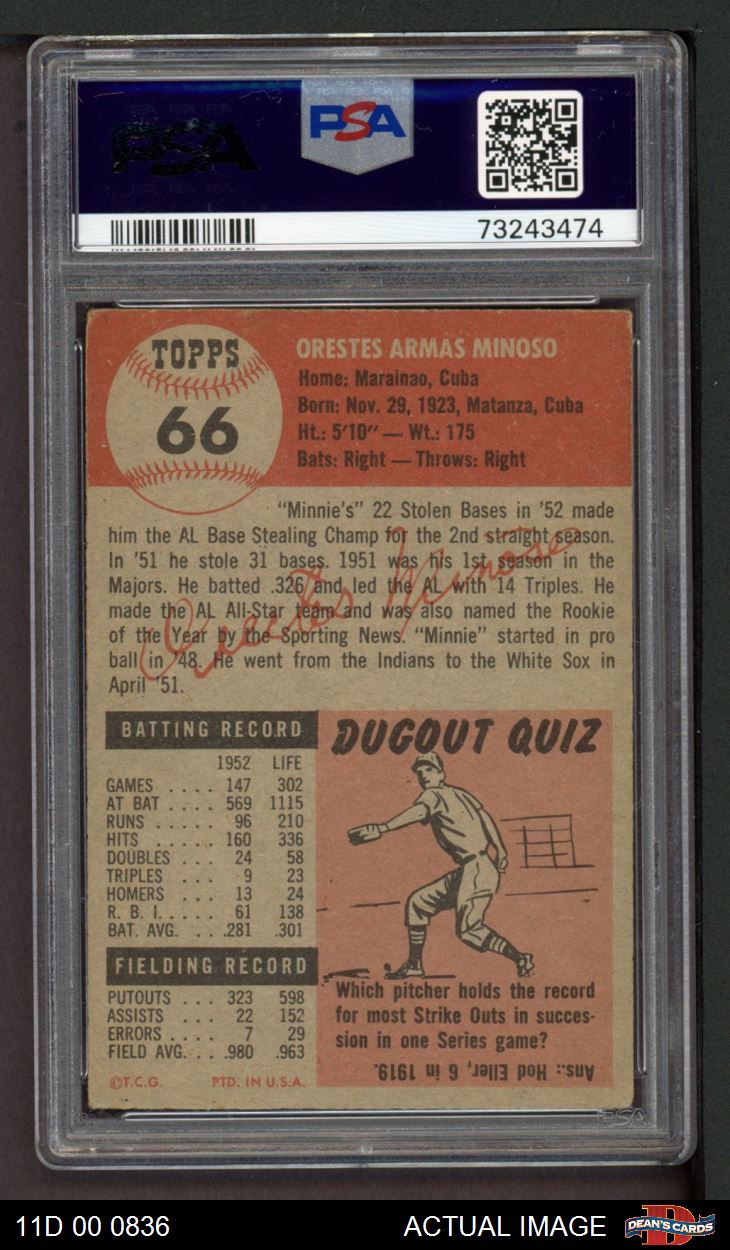 PSA
PSA
73243474
TOPPS
66
ORESTES ARMAS MINOSO
Home: Marainao, Cuba
Born: Nov. 29, 1923, Matanza, Cuba
Ht.: 5'10" — Wt.: 175
Bats: Right — Throws: Right
"Minnie's" 22 Stolen Bases in '52 made
him the AL Base Stealing Champ for the 2nd straight season.
In '51 he stole 31 bases. 1951 was his 1st season in the
Majors. He batted .326 and led the AL with 14 Triples. He
made the AL All-Star team and was also named the Rookie
of the Year by the Sporting News. "Minnie" started in pro
ball in '48. He went from the Indians to the White Sox in
April '51.
Orestes Minoso
BATTING RECORD
1952 LIFE
GAMES .... 147 302
AT BAT .... 569 1115
RUNS ...... 96 210
HITS ...... 160 336
DOUBLES ... 24 58
TRIPLES .... 9 23
HOMERS ... 13 24
R. B. I. .... 61 138
BAT. AVG. ... .281 .301
FIELDING RECORD
PUTOUTS ... 323 598
ASSISTS .... 22 152
ERRORS .... 7 29
FIELD AVG. .. .980 .963
©T.C.G. PTD. IN U.S.A.
DUGOUT QUIZ
Which pitcher holds the record
for most Strike Outs in succes-
sion in one Series game?
Ans.: Hod Eller, 6 in 1919.
PSA
11D 00 0836
ACTUAL IMAGE
D
DEAN'S CARDS